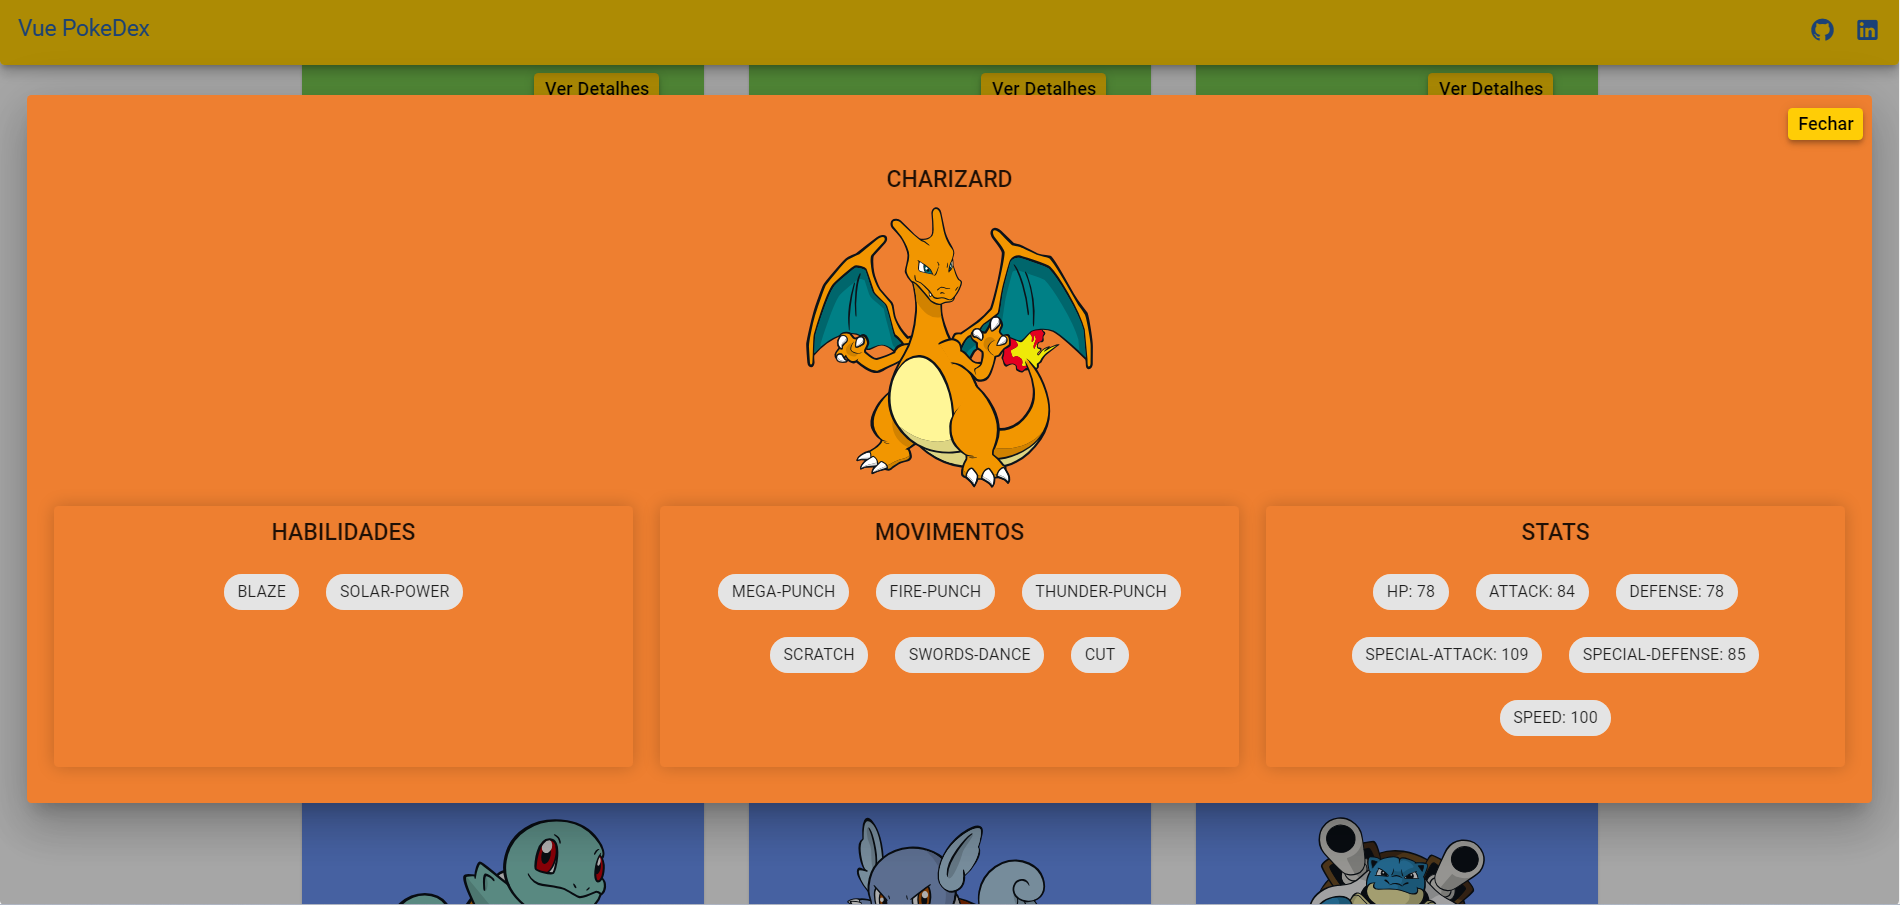 Vue PokeDex
Ver Detalhes
Ver Detalhes
Ver Detalhes
Fechar
CHARIZARD
HABILIDADES
BLAZE
SOLAR-POWER
MOVIMENTOS
MEGA-PUNCH
FIRE-PUNCH
THUNDER-PUNCH
SCRATCH
SWORDS-DANCE
CUT
STATS
HP: 78
ATTACK: 84
DEFENSE: 78
SPECIAL-ATTACK: 109
SPECIAL-DEFENSE: 85
SPEED: 100